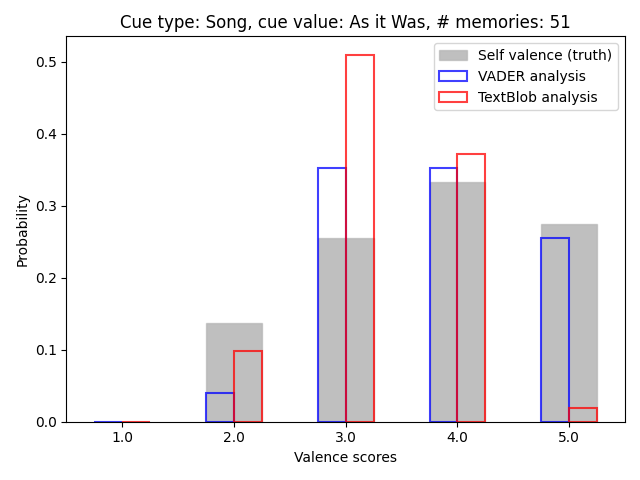 Cue type: Song, cue value: As it Was, # memories: 51
Self valence (truth)
VADER analysis
TextBlob analysis
Probability
0.5
0.4
0.3
0.2
0.1
0.0
1.0 2.0 3.0 4.0 5.0
Valence scores